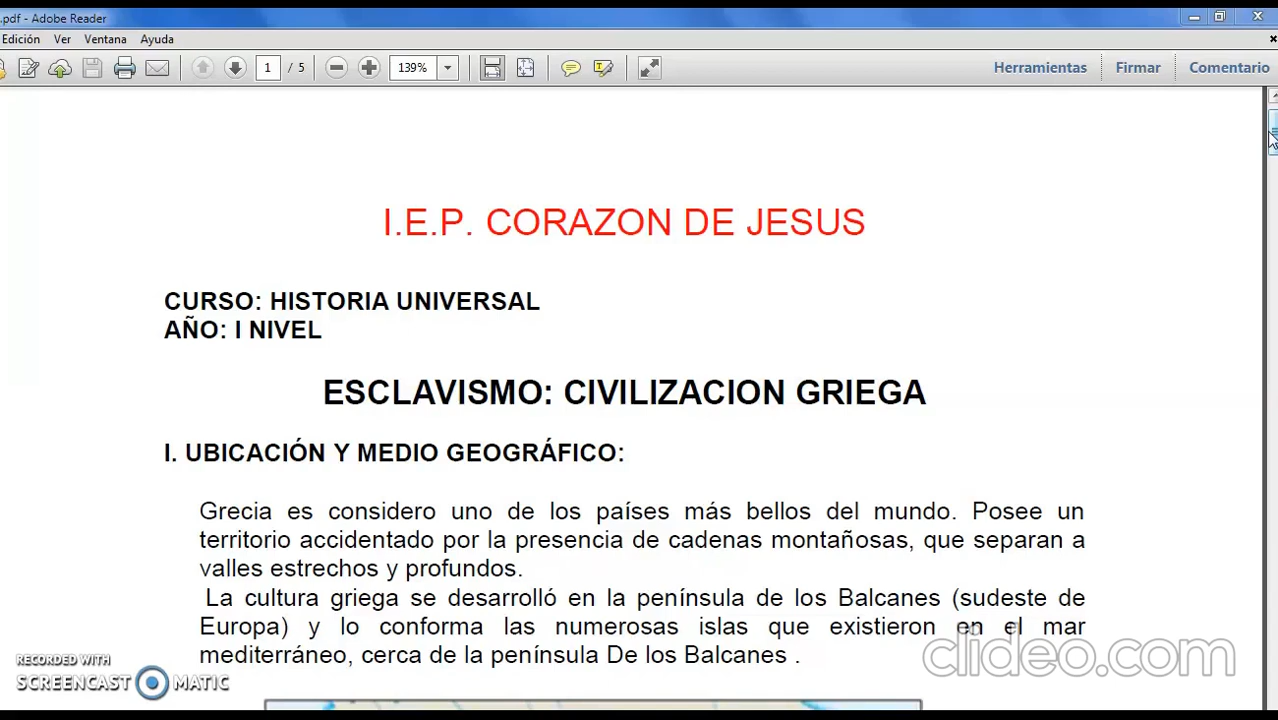 .pdf - Adobe Reader
Edición Ver Ventana Ayuda
1 / 5 139% Herramientas Firmar Comentario
I.E.P. CORAZON DE JESUS
CURSO: HISTORIA UNIVERSAL
AÑO: I NIVEL
ESCLAVISMO: CIVILIZACION GRIEGA
I. UBICACIÓN Y MEDIO GEOGRÁFICO:
Grecia es considero uno de los países más bellos del mundo. Posee un
territorio accidentado por la presencia de cadenas montañosas, que separan a
valles estrechos y profundos.
La cultura griega se desarrolló en la península de los Balcanes (sudeste de
Europa) y lo conforma las numerosas islas que existieron en el mar
mediterráneo, cerca de la península De los Balcanes .
clideo.com
RECORDED WITH
SCREENCAST MATIC